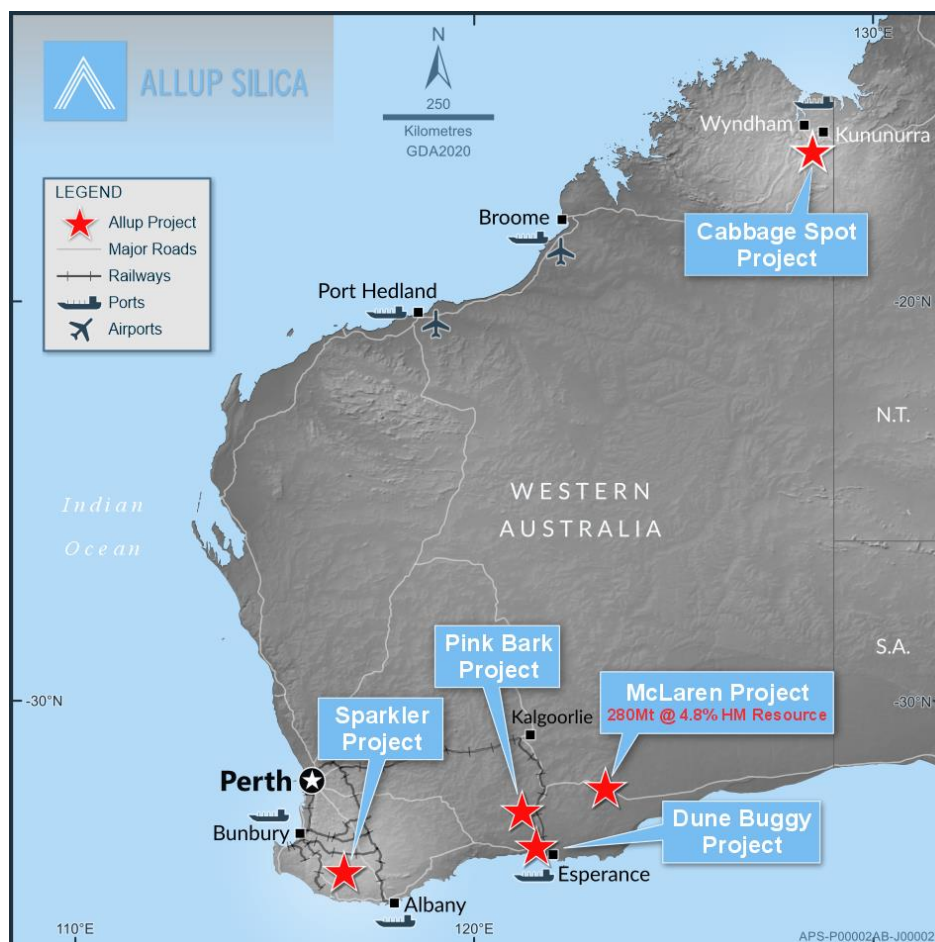 ALLUP SILICA
N
250
Kilometres
GDA2020
130°E
LEGEND
Allup Project
Major Roads
Railways
Ports
Airports
Wyndham
Kununurra
Cabbage Spot
Project
Broome
Port Hedland
-20°N
N.T.
Indian
Ocean
WESTERN
AUSTRALIA
S.A.
Pink Bark
Project
McLaren Project
280Mt @ 4.8% HM Resource
-30°N
-30°N
Sparkler
Project
Kalgoorlie
Perth
Dune Buggy
Project
Bunbury
Esperance
Albany
110°E
120°E
APS-P00002AB-J00002